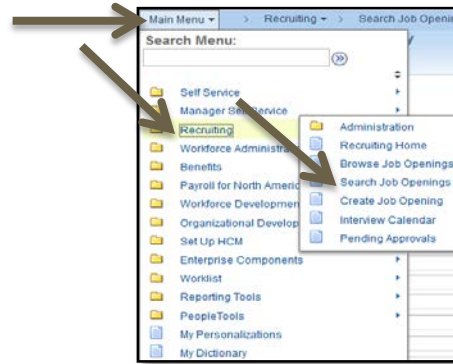 Main Menu > Recruiting > Search Job Openin
Search Menu:
Self Service
Manager Self Service
Recruiting
Workforce Administra
Benefits
Payroll for North Americ
Workforce Developmen
Organizational Develop
Set Up HCM
Enterprise Components
Worklist
Reporting Tools
PeopleTools
My Personalizations
My Dictionary
Administration
Recruiting Home
Browse Job Openings
Search Job Openings
Create Job Opening
Interview Calendar
Pending Approvals